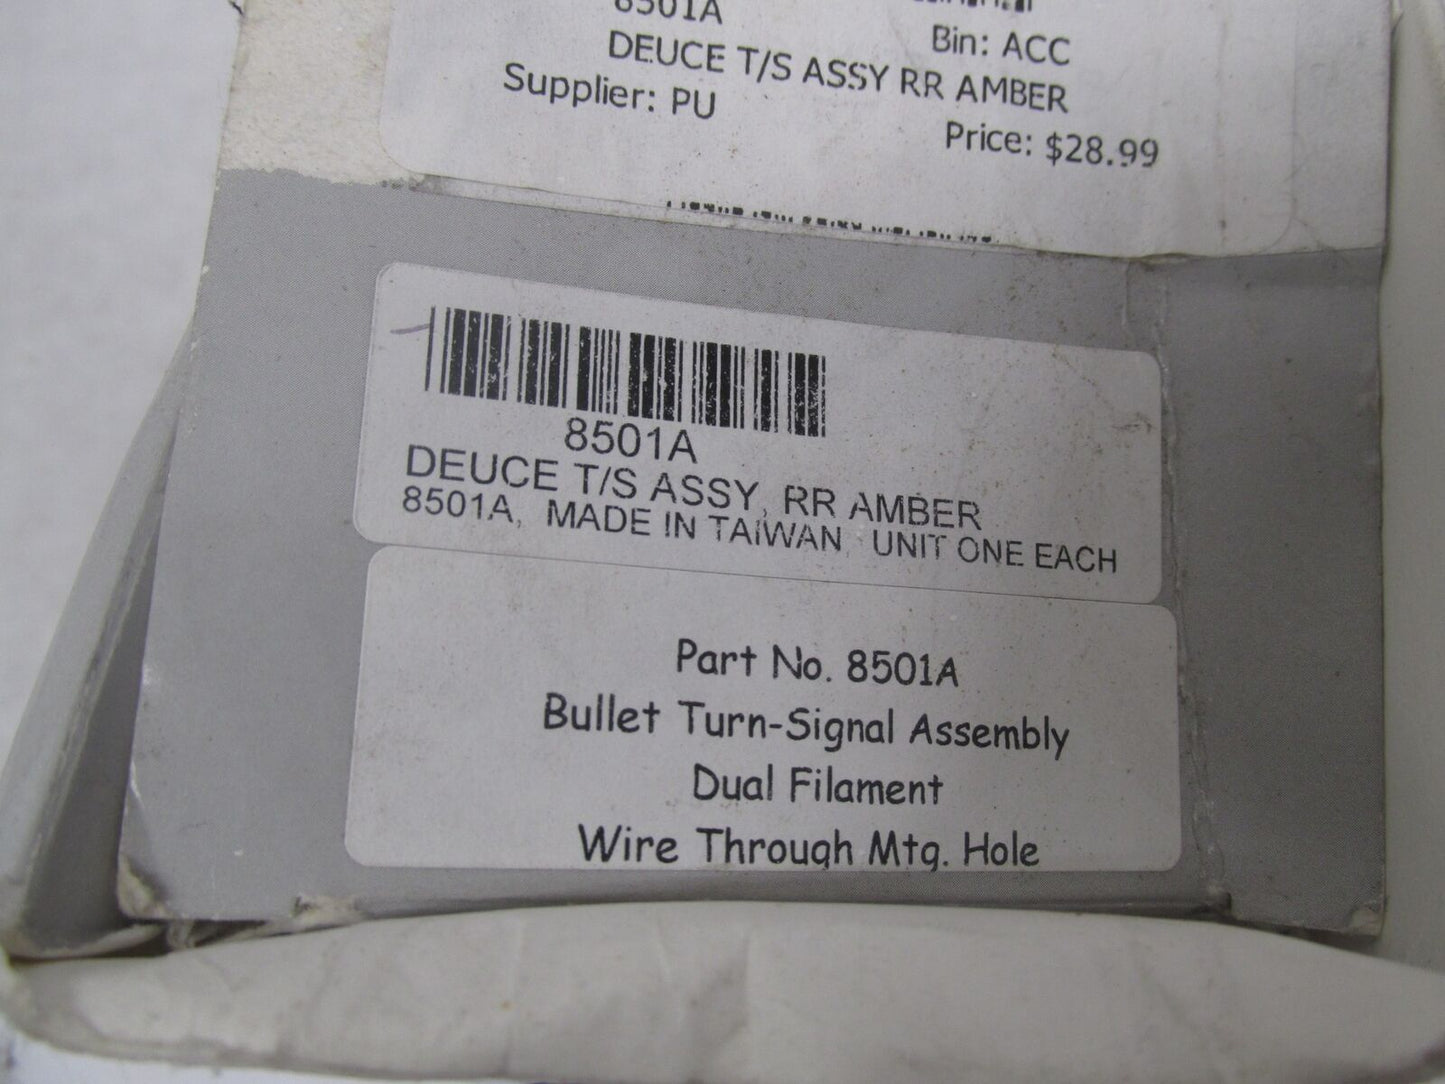 8501A
Bin: ACC
DEUCE T/S ASSY RR AMBER
Supplier: PU
Price: $28.99
8501A
DEUCE T/S ASSY, RR AMBER
8501A, MADE IN TAIWAN, UNIT ONE EACH
Part No. 8501A
Bullet Turn-Signal Assembly
Dual Filament
Wire Through Mtg. Hole